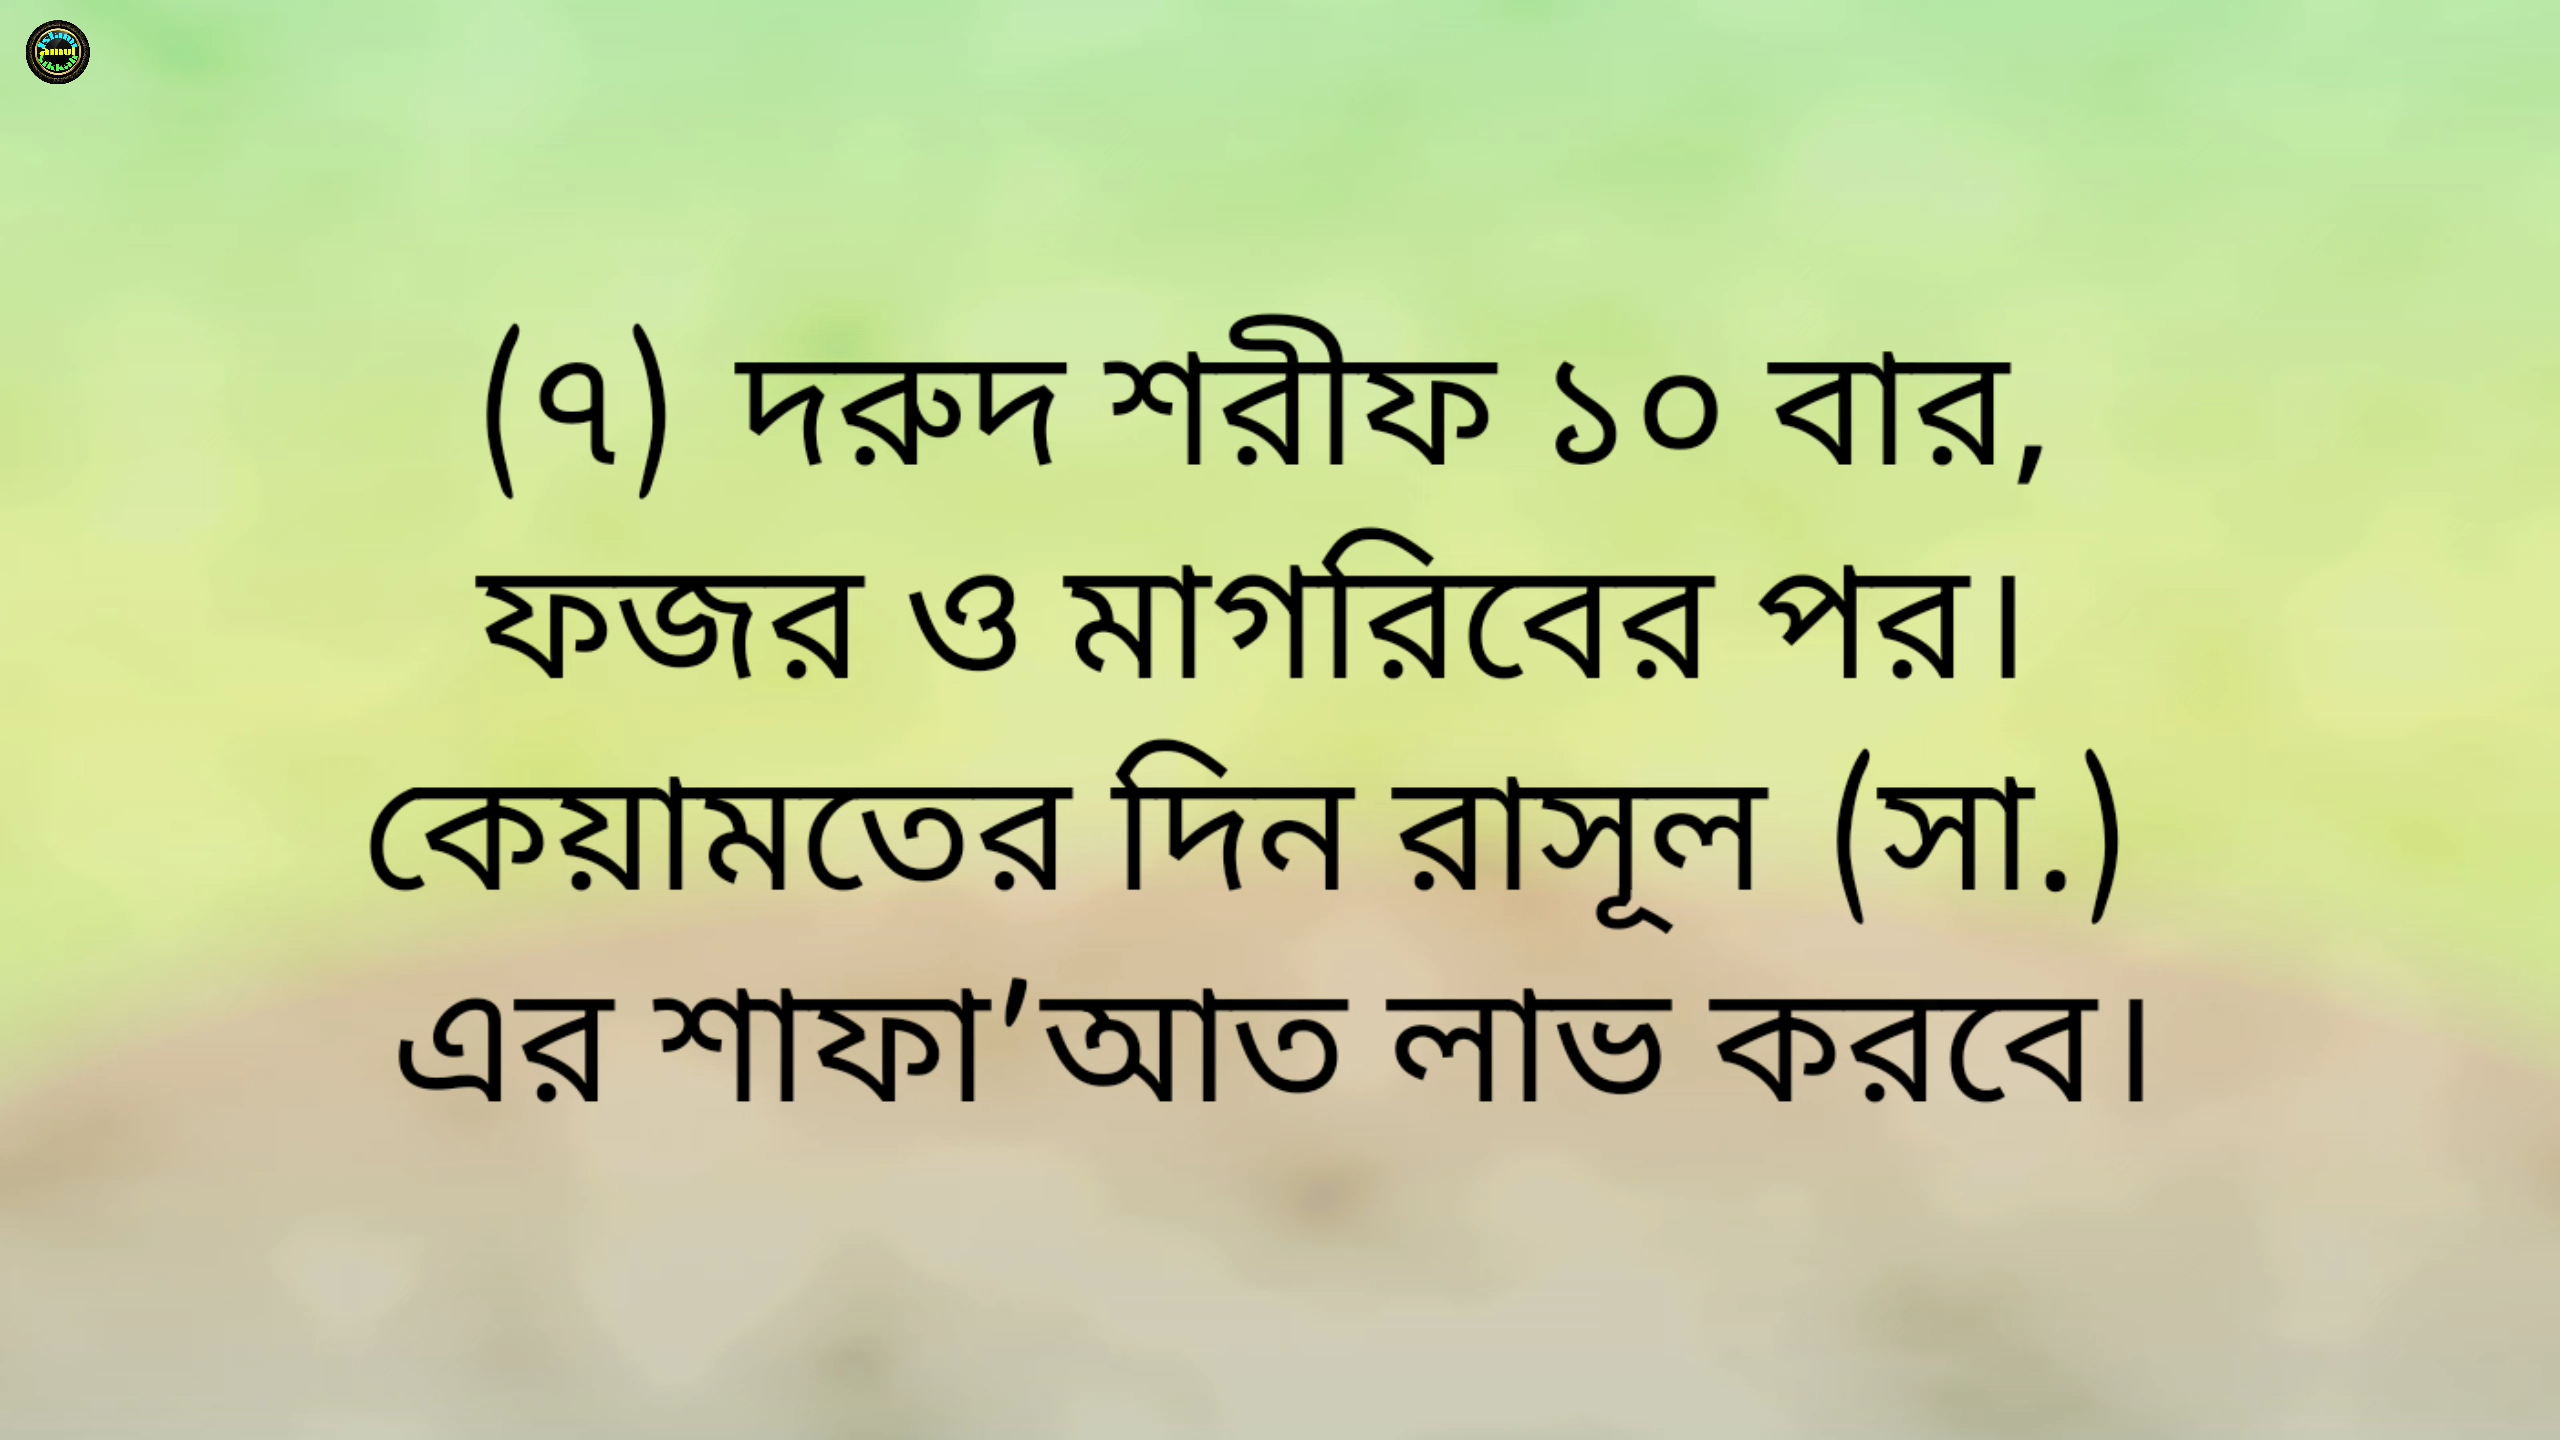 (৭) দরুদ শরীফ ১০ বার,
ফজর ও মাগরিবের পর।
কেয়ামতের দিন রাসূল (সা.)
এর শাফা’আত লাভ করবে।